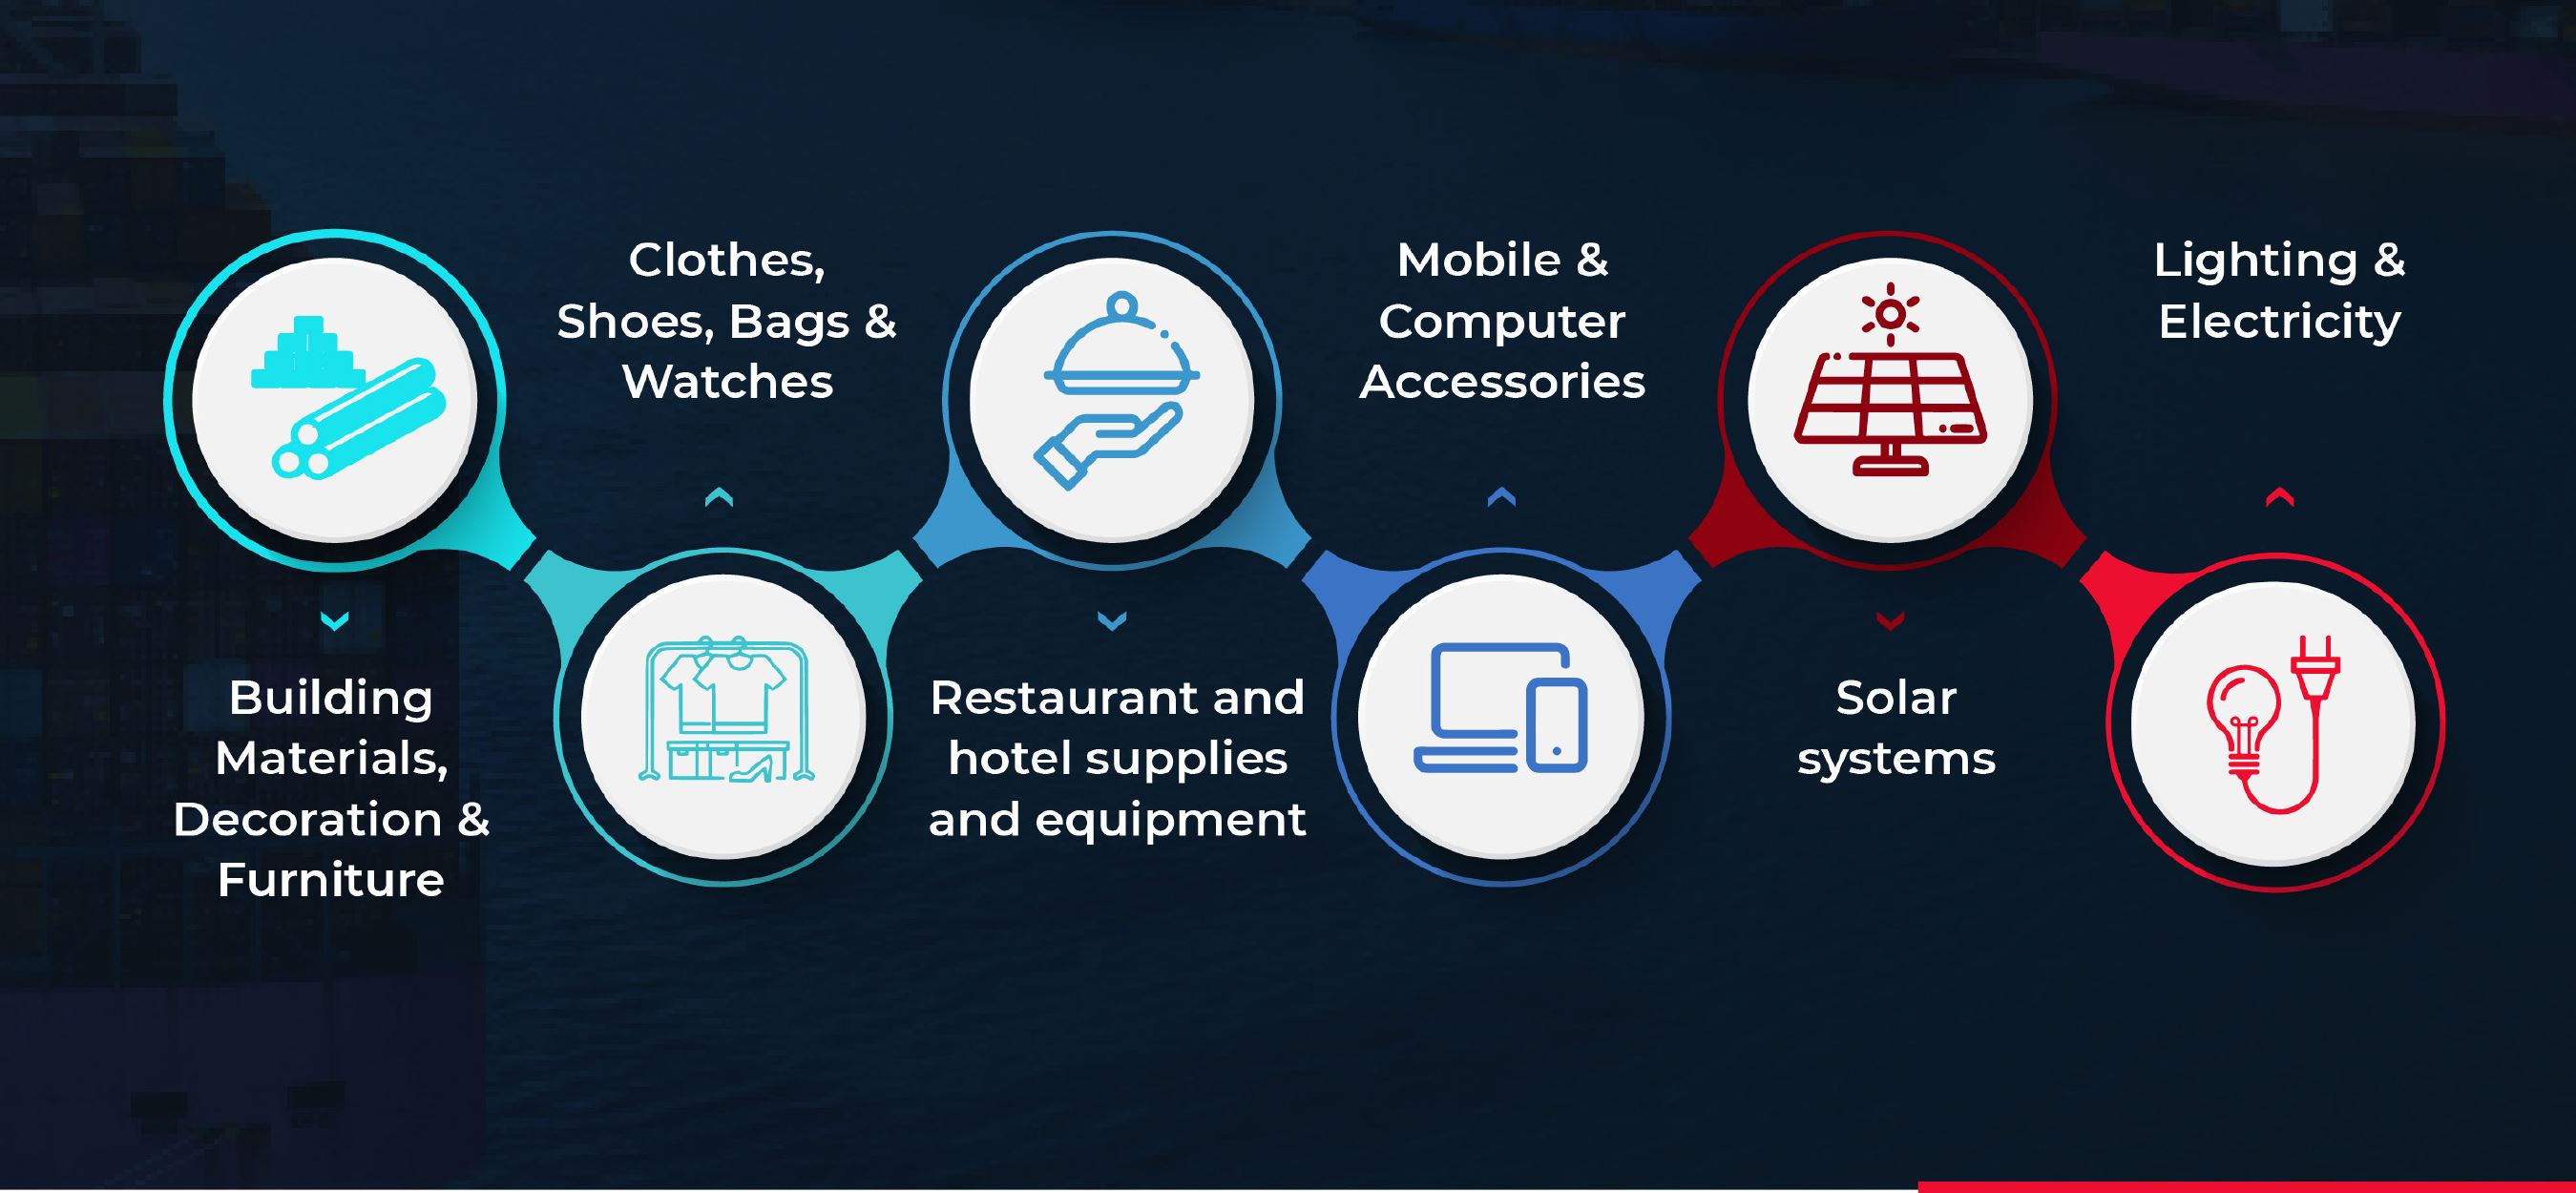 Building
Materials,
Decoration &
Furniture
Clothes,
Shoes, Bags &
Watches
Restaurant and
hotel supplies
and equipment
Mobile &
Computer
Accessories
Solar
systems
Lighting &
Electricity